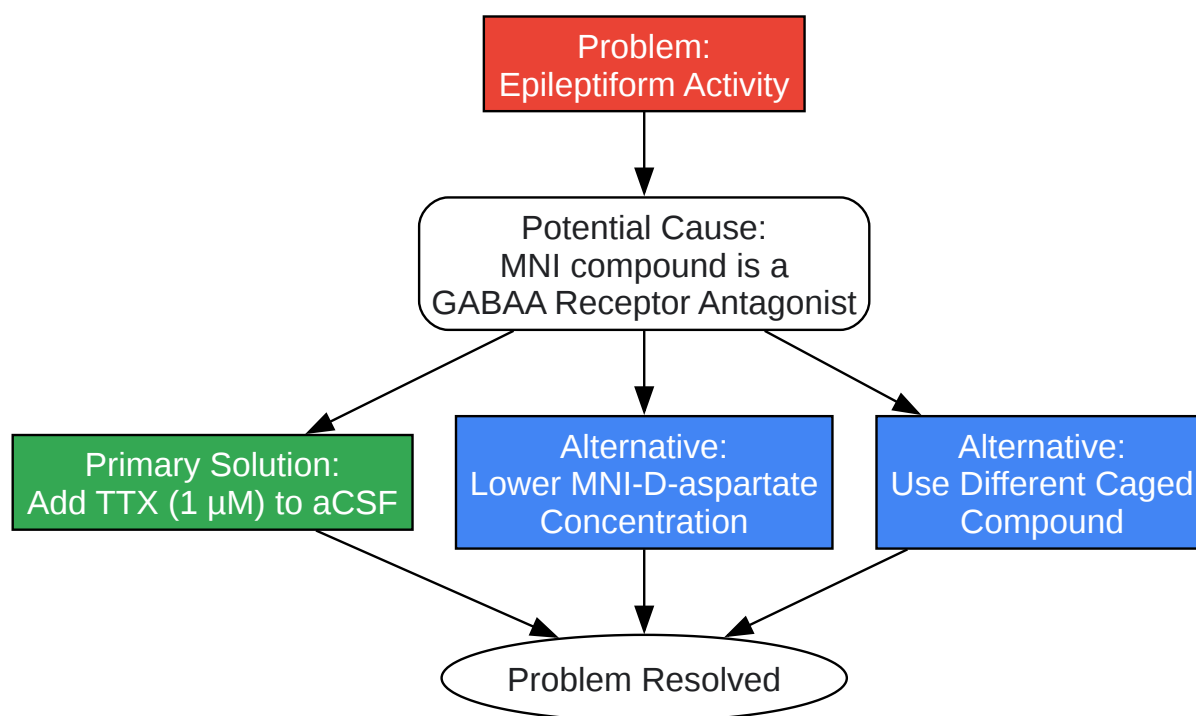 Problem:
Epileptiform Activity
Potential Cause:
MNI compound is a
GABAA Receptor Antagonist
Primary Solution:
Add TTX (1 µM) to aCSF
Alternative:
Lower MNI-D-aspartate
Concentration
Alternative:
Use Different Caged
Compound
Problem Resolved